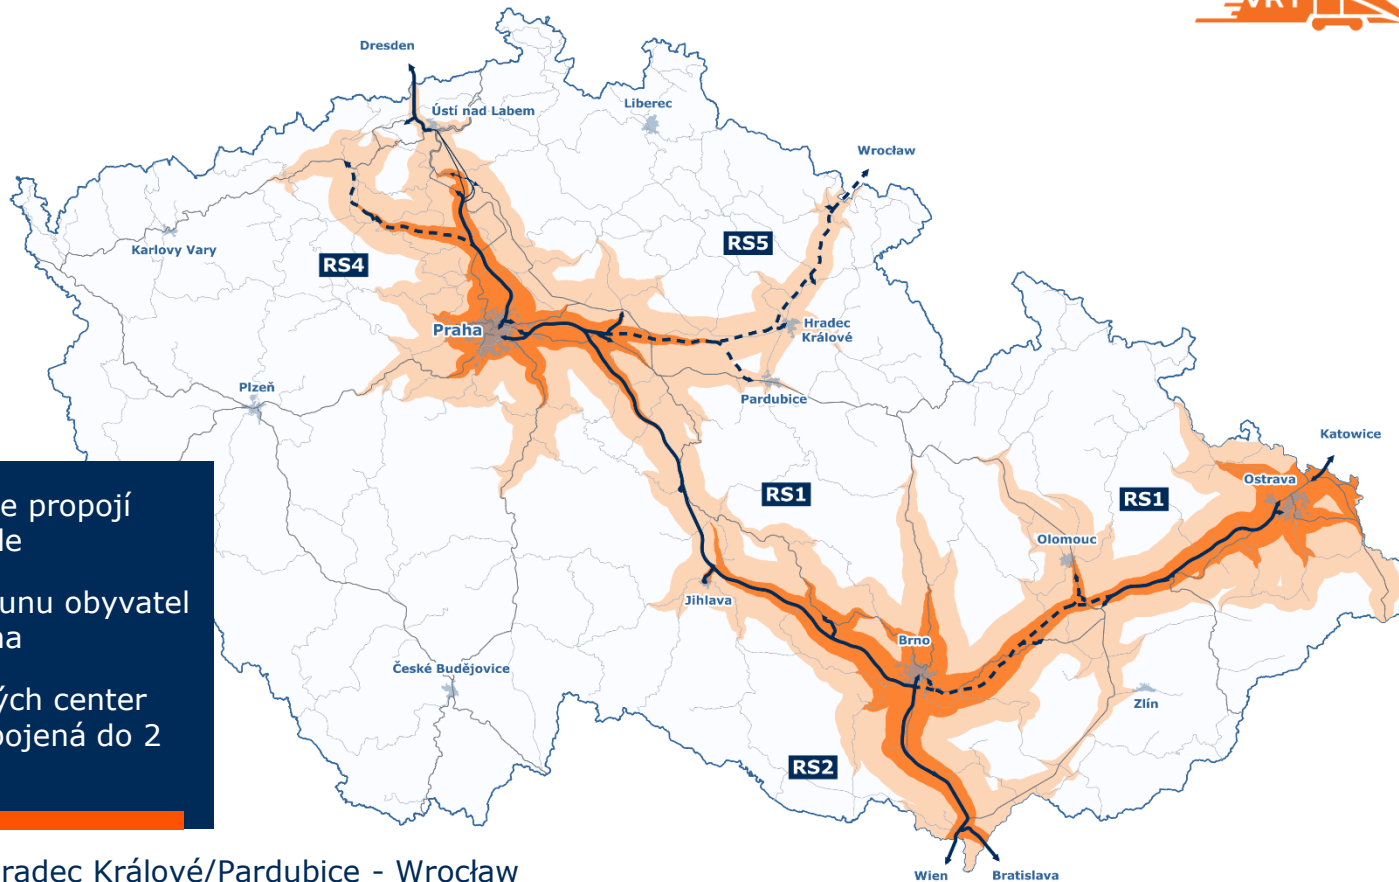 VRT
Dresden
Ústí nad Labem
Liberec
Wrocław
Karlovy Vary
RS4
RS5
Praha
Hradec
Králové
Plzeň
Pardubice
Katowice
Ostrava
RS1
RS1
Olomouc
Jihlava
Brno
České Budějovice
Zlín
RS2
Wien
Bratislava
e propojí
le
unu obyvatel
na
ých center
pojená do 2
radec Králové/Pardubice - Wrocław